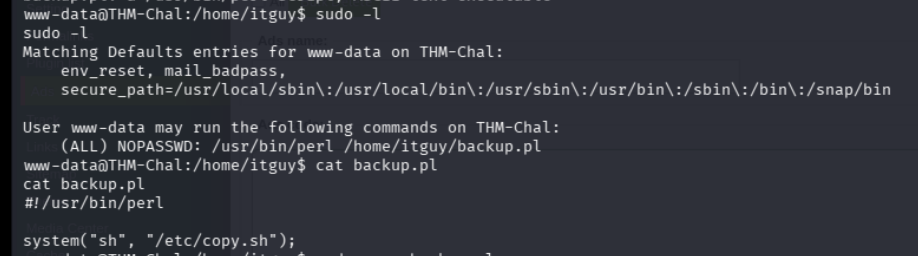 www-data@THM-Chal:/home/itguy$ sudo -l
sudo -l
Matching Defaults entries for www-data on THM-Chal:
    env_reset, mail_badpass,
    secure_path=/usr/local/sbin\:/usr/local/bin\:/usr/sbin\:/usr/bin\:/sbin\:/bin\:/snap/bin

User www-data may run the following commands on THM-Chal:
    (ALL) NOPASSWD: /usr/bin/perl /home/itguy/backup.pl
www-data@THM-Chal:/home/itguy$ cat backup.pl
cat backup.pl
#!/usr/bin/perl

system("sh", "/etc/copy.sh");